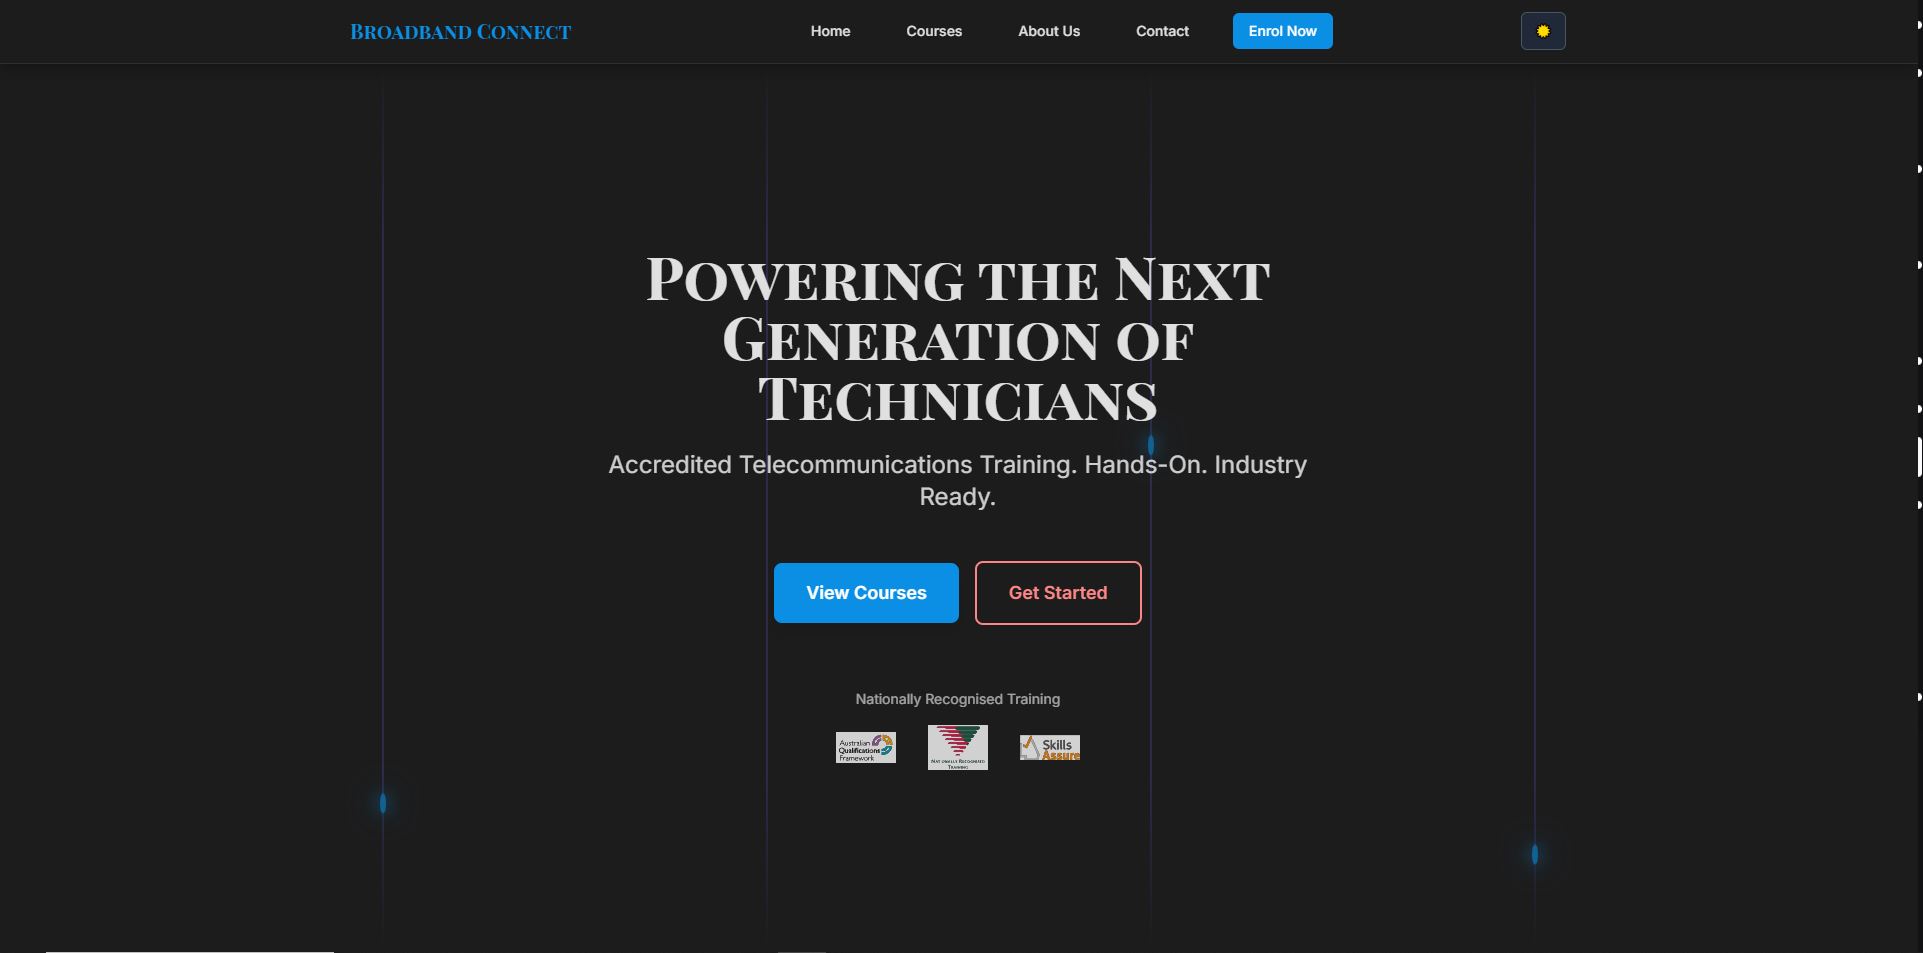 Broadband Connect
Home
Courses
About Us
Contact
Enrol Now
Powering the Next
Generation of
Technicians
Accredited Telecommunications Training. Hands-On. Industry
Ready.
View Courses
Get Started
Nationally Recognised Training
Australian
Qualifications
Framework
Nationally Recognised
Training
Skills
Assure